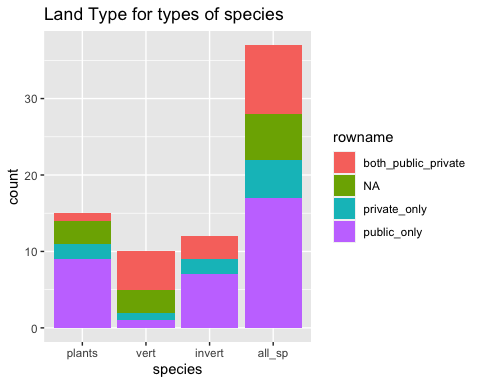 Land Type for types of species
count
30
20
10
0
plants vert invert all_sp
species
rowname
both_public_private
NA
private_only
public_only